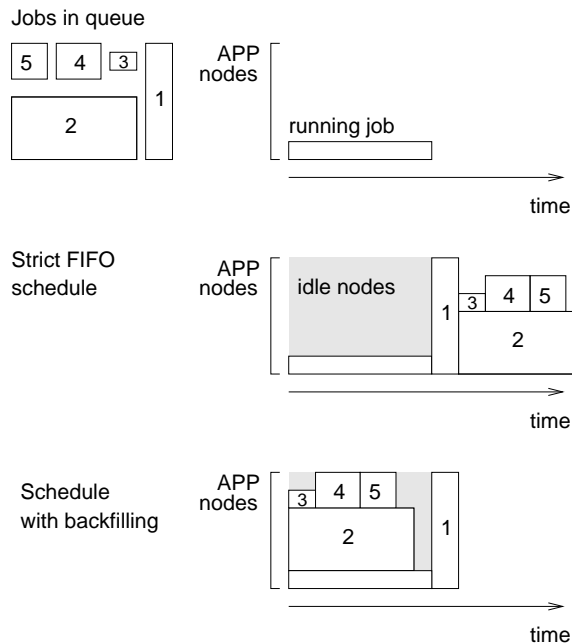 Jobs in queue
5 4 3 1
2
APP
nodes
running job
time
Strict FIFO
schedule
APP
nodes
idle nodes
1 3 4 5
2
time
Schedule
with backfilling
APP
nodes
3 4 5
2 1
time